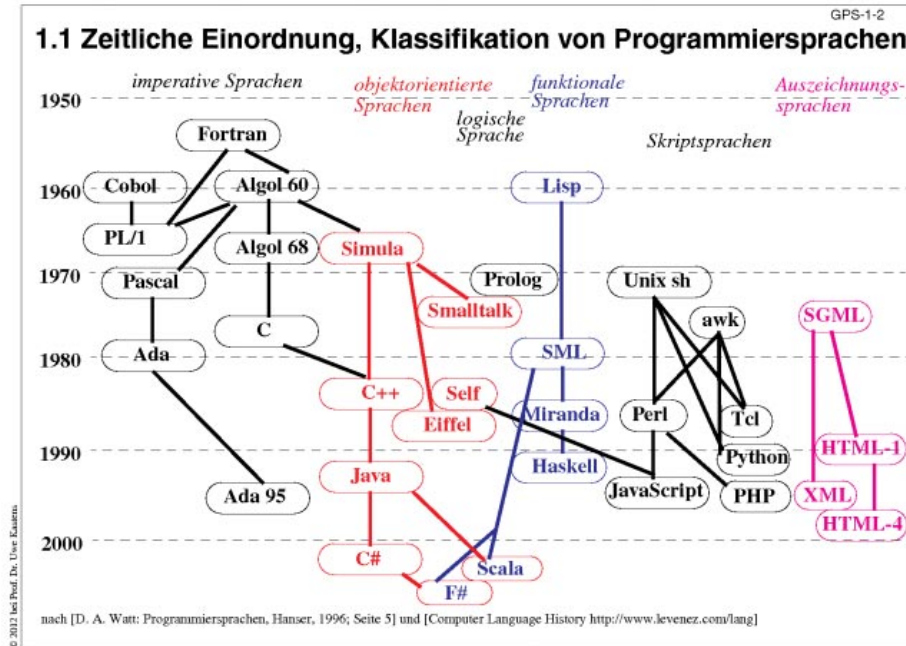 GPS-1-2
1.1 Zeitliche Einordnung, Klassifikation von Programmiersprachen
imperative Sprachen
objektorientierte
Sprachen
funktionale
Sprachen
Auszeichnungs-
sprachen
logische
Sprache
Skriptsprachen
1950
Fortran
1960
Cobol
Algol 60
Lisp
PL/1
Algol 68
Simula
1970
Pascal
Prolog
Unix sh
Smalltalk
awk
SGML
C
1980
Ada
SML
C++
Self
Eiffel
Miranda
Perl
Tcl
1990
HTML-1
Python
Haskell
Java
Ada 95
JavaScript
PHP
XML
HTML-4
2000
C#
Scala
F#
nach [D. A. Watt: Programmiersprachen, Hanser, 1996; Seite 5] und [Computer Language History http://www.levenez.com/lang]
© 2012 bei Prof. Dr. Uwe Kastens